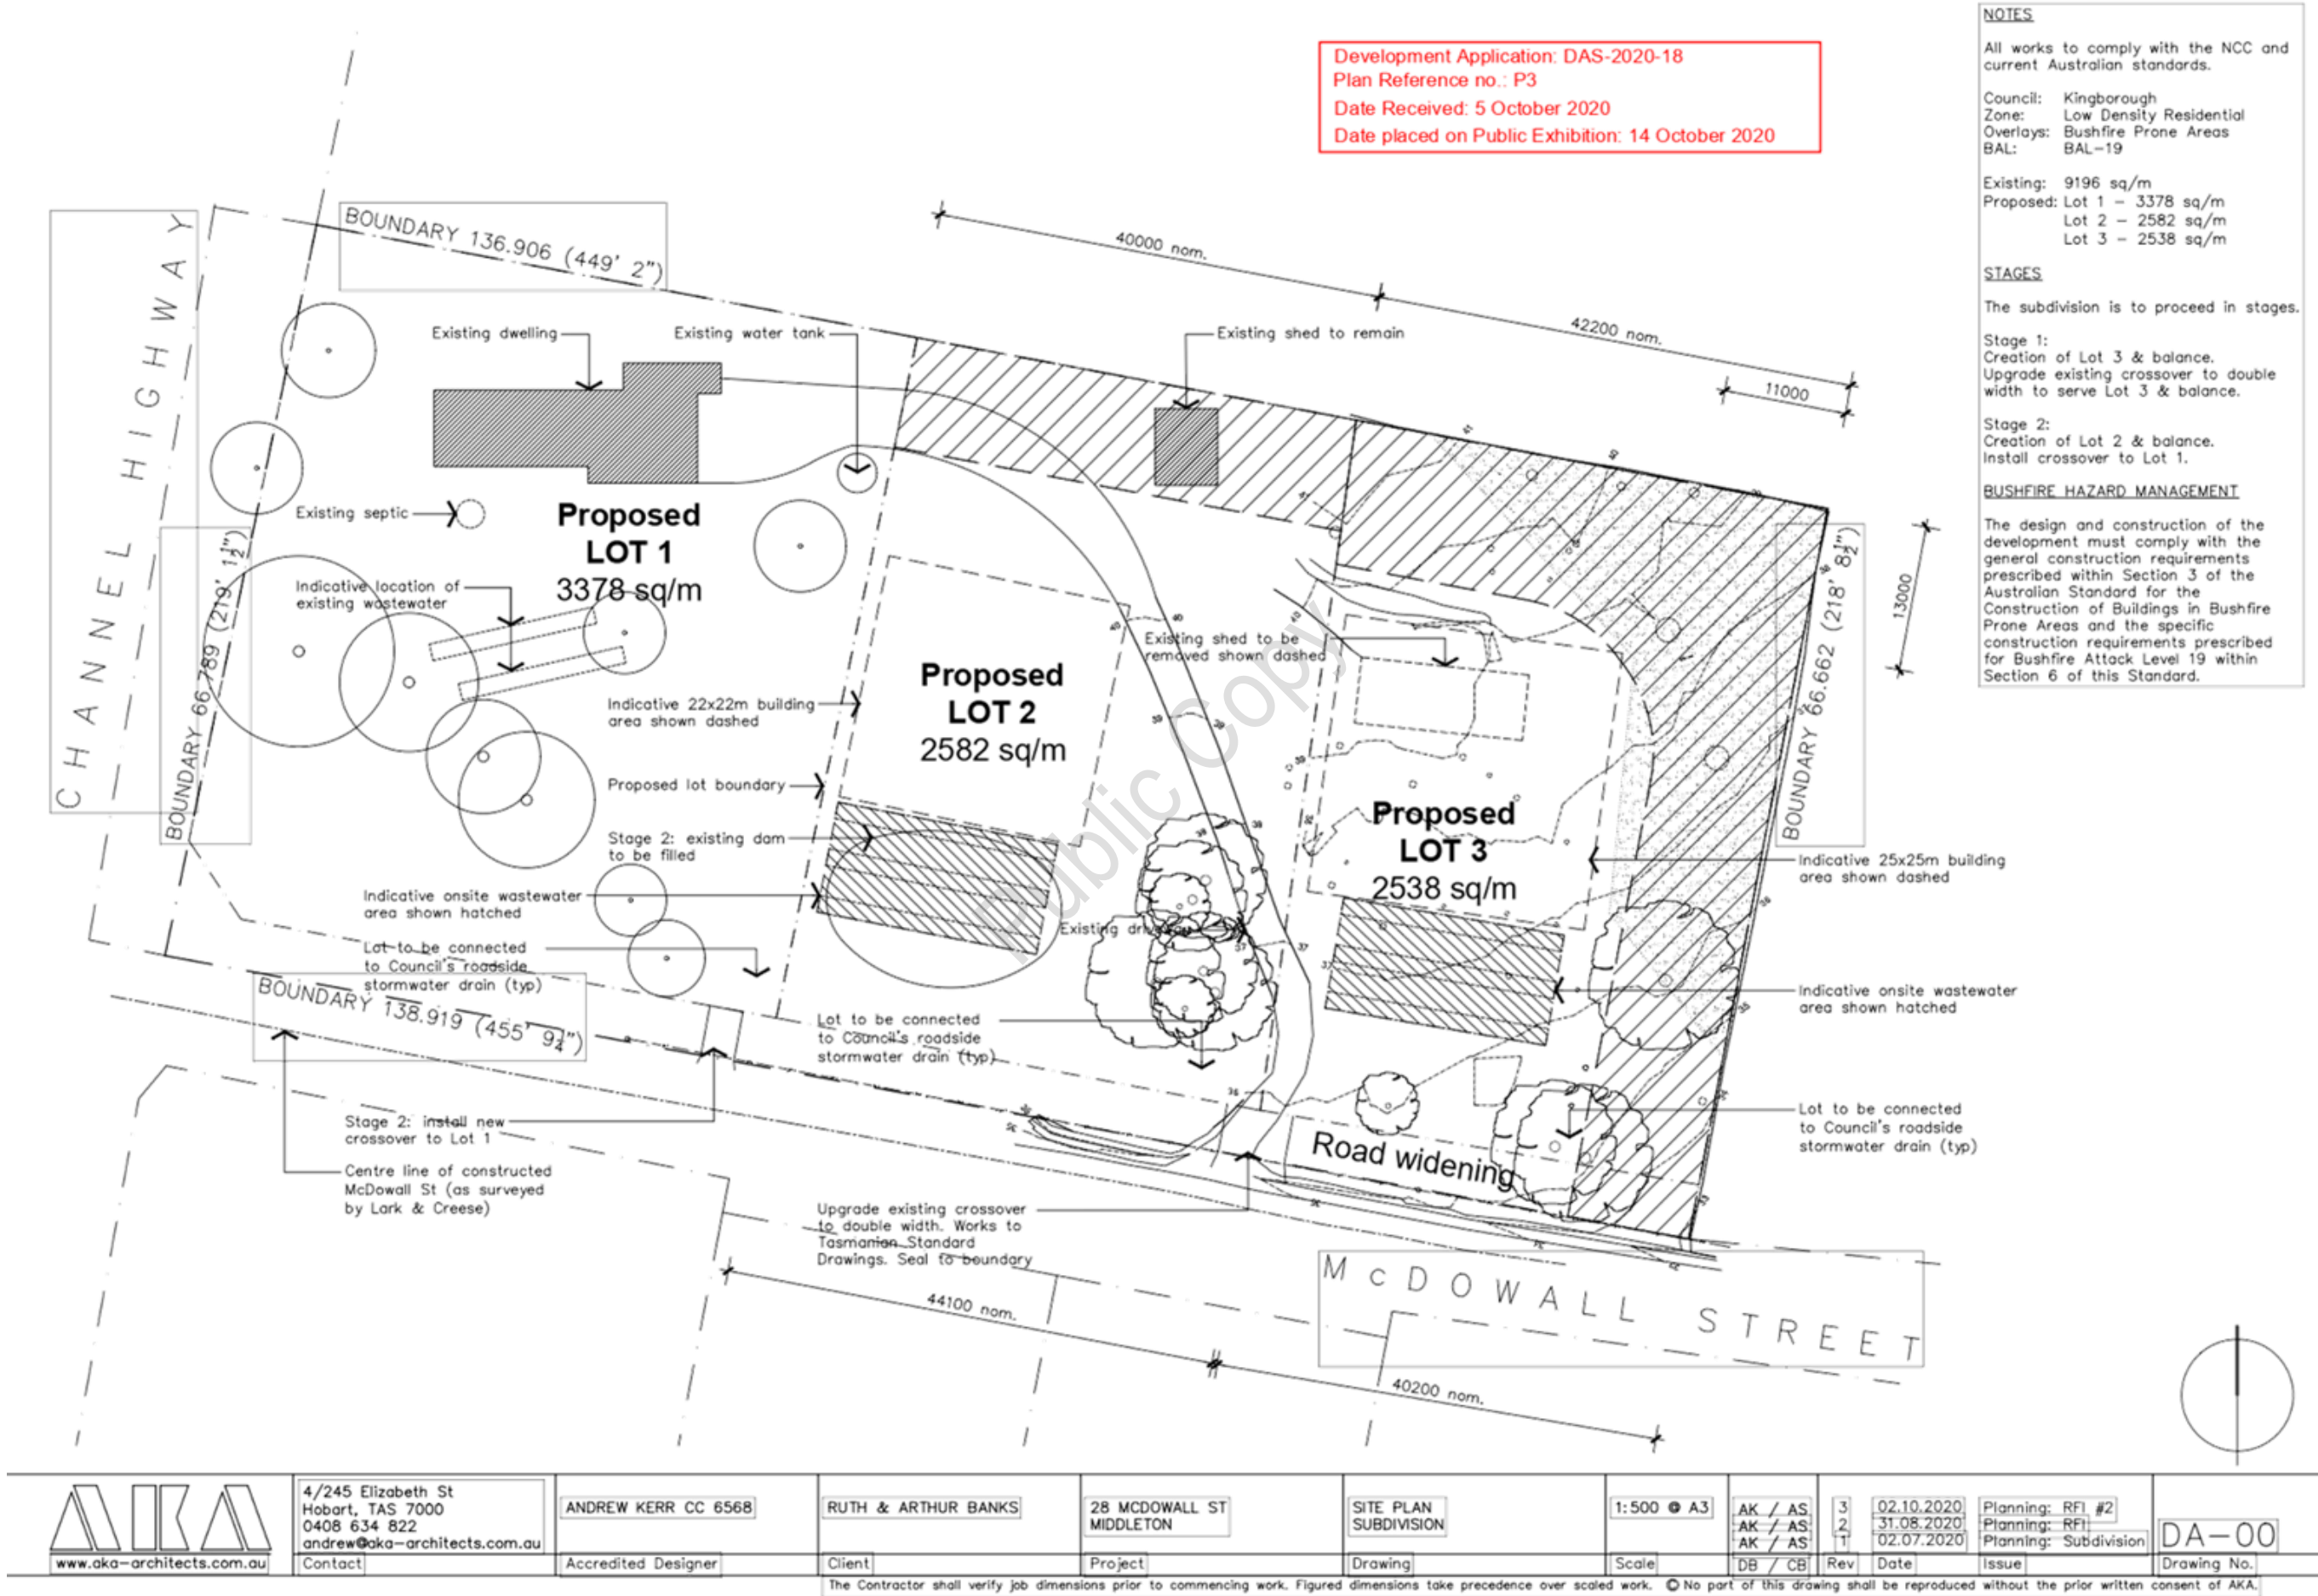 Development Application: DAS-2020-18
Plan Reference no.: P3
Date Received: 5 October 2020
Date placed on Public Exhibition: 14 October 2020
NOTES
All works to comply with the NCC and
current Australian standards.
Council: Kingborough
Zone: Low Density Residential
Overlays: Bushfire Prone Areas
BAL: BAL-19
Existing: 9196 sq/m
Proposed: Lot 1 - 3378 sq/m
Lot 2 - 2582 sq/m
Lot 3 - 2538 sq/m
STAGES
The subdivision is to proceed in stages.
Stage 1:
Creation of Lot 3 & balance.
Upgrade existing crossover to double
width to serve Lot 3 & balance.
Stage 2:
Creation of Lot 2 & balance.
Install crossover to Lot 1.
BUSHFIRE HAZARD MANAGEMENT
The design and construction of the
development must comply with the
general construction requirements
prescribed within Section 3 of the
Australian Standard for the
Construction of Buildings in Bushfire
Prone Areas and the specific
construction requirements prescribed
for Bushfire Attack Level 19 within
Section 6 of this Standard.
CHANNEL HIGHWAY
BOUNDARY 136.906 (449' 2")
40000 nom.
42200 nom.
11000
13000
Existing dwelling
Existing water tank
Existing shed to remain
Existing septic
Proposed
LOT 1
3378 sq/m
Indicative location of
existing wastewater
BOUNDARY 66.789 (219' 1½")
BOUNDARY 66.662 (218' 8½")
Existing shed to be
removed shown dashed
Proposed
LOT 2
2582 sq/m
Indicative 22x22m building
area shown dashed
Proposed lot boundary
Stage 2: existing dam
to be filled
Proposed
LOT 3
2538 sq/m
Indicative 25x25m building
area shown dashed
Indicative onsite wastewater
area shown hatched
Existing driveway
Lot to be connected
to Council's roadside
stormwater drain (typ)
BOUNDARY 138.919 (455' 9¼")
Lot to be connected
to Council's roadside
stormwater drain (typ)
Indicative onsite wastewater
area shown hatched
Lot to be connected
to Council's roadside
stormwater drain (typ)
Stage 2: install new
crossover to Lot 1
Centre line of constructed
McDowall St (as surveyed
by Lark & Creese)
Road widening
Upgrade existing crossover
to double width. Works to
Tasmanian Standard
Drawings. Seal to boundary
McDOWALL STREET
44100 nom.
40200 nom.
Public Copy
AKA
www.aka-architects.com.au
4/245 Elizabeth St
Hobart, TAS 7000
0408 634 822
andrew@aka-architects.com.au
Contact
ANDREW KERR CC 6568
Accredited Designer
RUTH & ARTHUR BANKS
Client
28 MCDOWALL ST
MIDDLETON
Project
SITE PLAN
SUBDIVISION
Drawing
1:500 @ A3
Scale
AK / AS 3 02.10.2020 Planning: RFI #2
AK / AS 2 31.08.2020 Planning: RFI
AK / AS 1 02.07.2020 Planning: Subdivision
DB / CB Rev Date Issue
DA-00
Drawing No.
The Contractor shall verify job dimensions prior to commencing work. Figured dimensions take precedence over scaled work. © No part of this drawing shall be reproduced without the prior written consent of AKA.